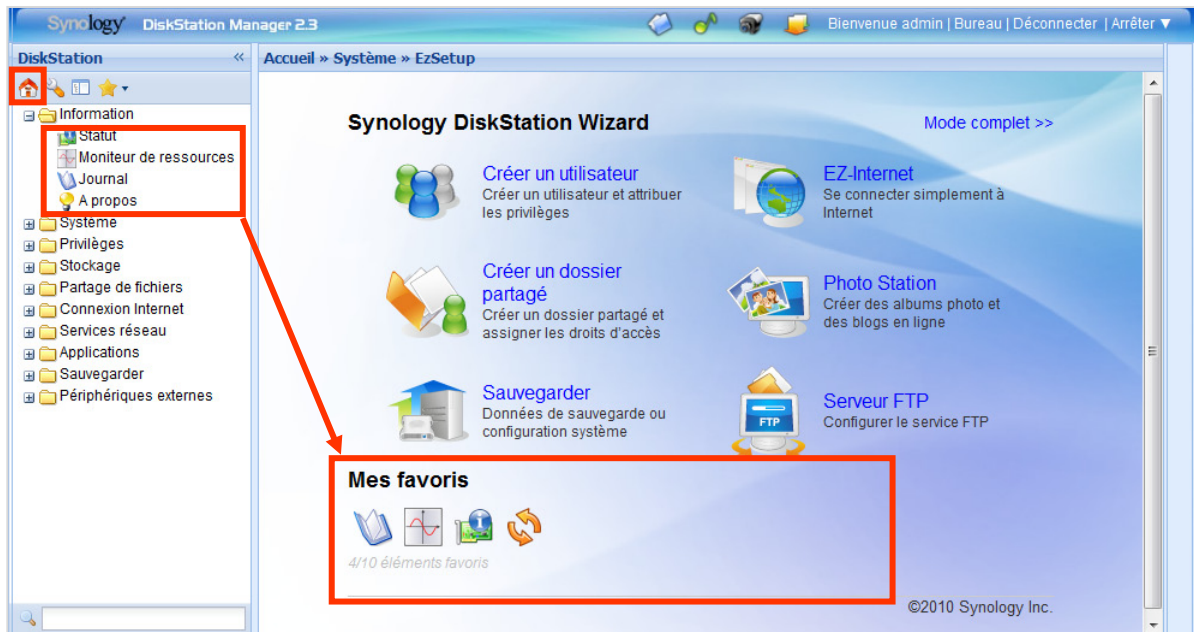 Synology DiskStation Manager 2.3
Bienvenue admin | Bureau | Déconnecter | Arrêter ▼
DiskStation «
Accueil » Système » EzSetup
Information
Statut
Moniteur de ressources
Journal
A propos
Système
Privilèges
Stockage
Partage de fichiers
Connexion Internet
Services réseau
Applications
Sauvegarder
Périphériques externes
Synology DiskStation Wizard
Mode complet >>
Créer un utilisateur
Créer un utilisateur et attribuer
les privilèges
EZ-Internet
Se connecter simplement à
Internet
Créer un dossier
partagé
Créer un dossier partagé et
assigner les droits d'accès
Photo Station
Créer des albums photo et
des blogs en ligne
Sauvegarder
Données de sauvegarde ou
configuration système
FTP
Serveur FTP
Configurer le service FTP
Mes favoris
4/10 éléments favoris
©2010 Synology Inc.